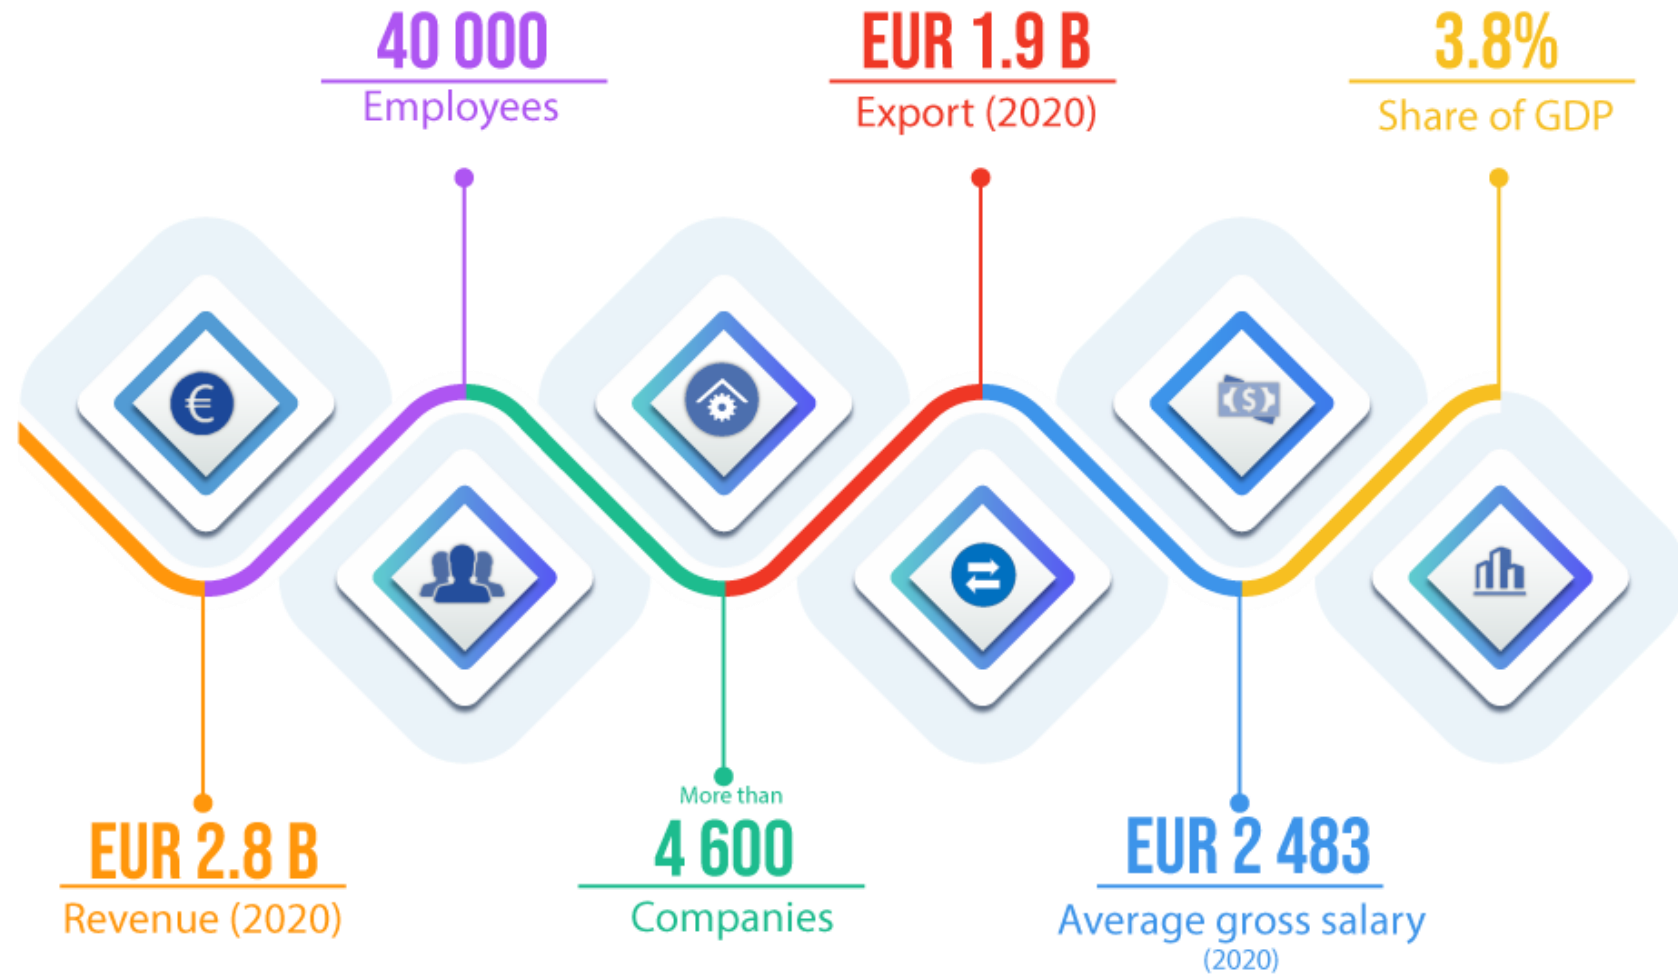 40 000
Employees
EUR 1.9 B
Export (2020)
3.8%
Share of GDP
€
$
EUR 2.8 B
Revenue (2020)
More than
4 600
Companies
EUR 2 483
Average gross salary
(2020)